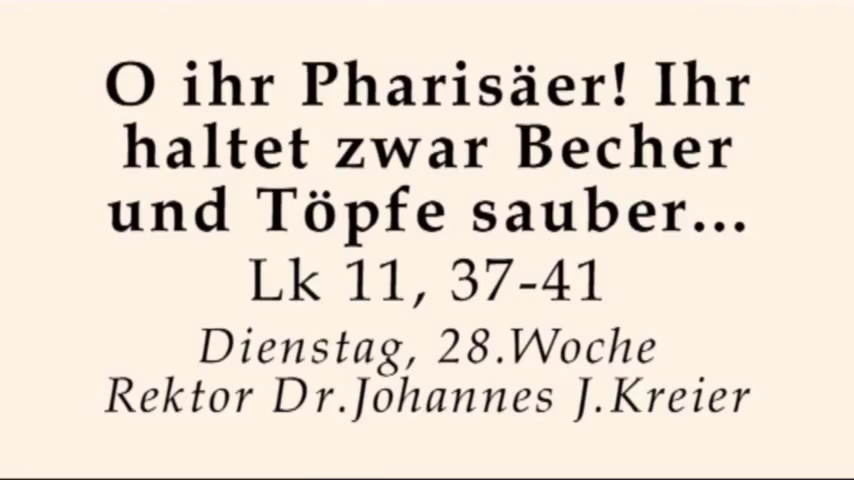 O ihr Pharisäer! Ihr
haltet zwar Becher
und Töpfe sauber...
Lk 11, 37-41
Dienstag, 28.Woche
Rektor Dr.Johannes J.Kreier